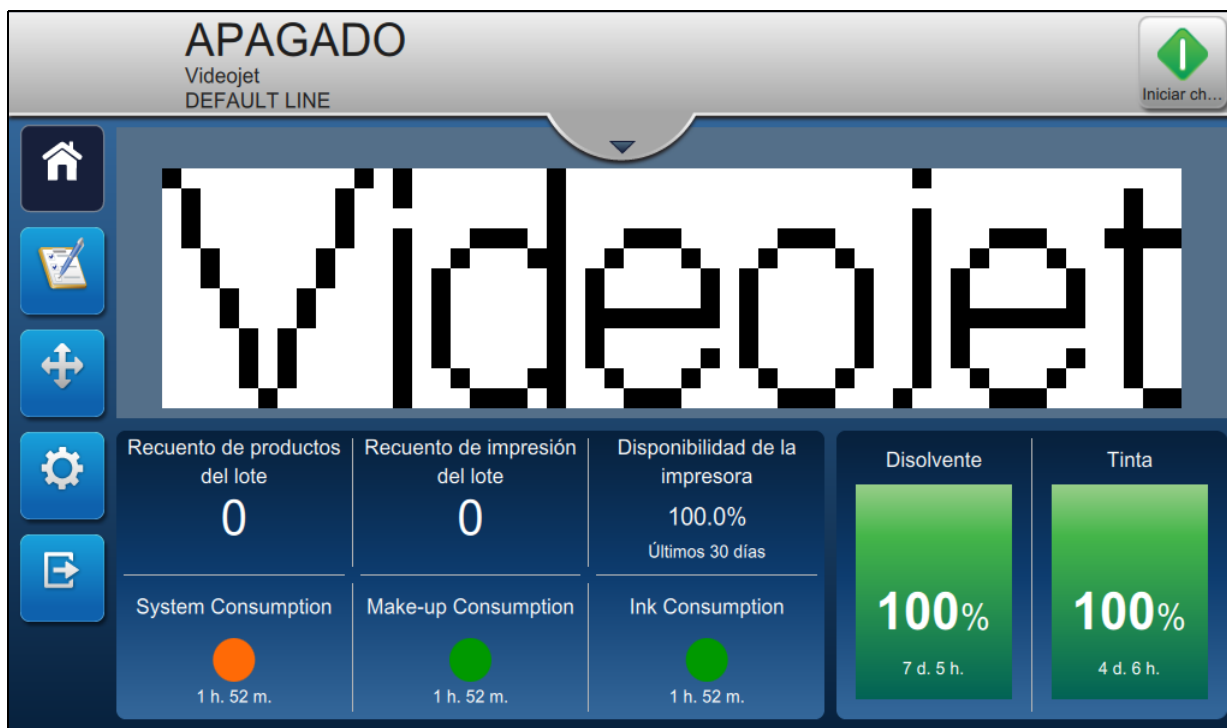 APAGADO
Videojet
DEFAULT LINE
Iniciar ch...
Videojet
Recuento de productos
del lote
0
Recuento de impresión
del lote
0
Disponibilidad de la
impresora
100.0%
Últimos 30 días
System Consumption
1 h. 52 m.
Make-up Consumption
1 h. 52 m.
Ink Consumption
1 h. 52 m.
Disolvente
100%
7 d. 5 h.
Tinta
100%
4 d. 6 h.